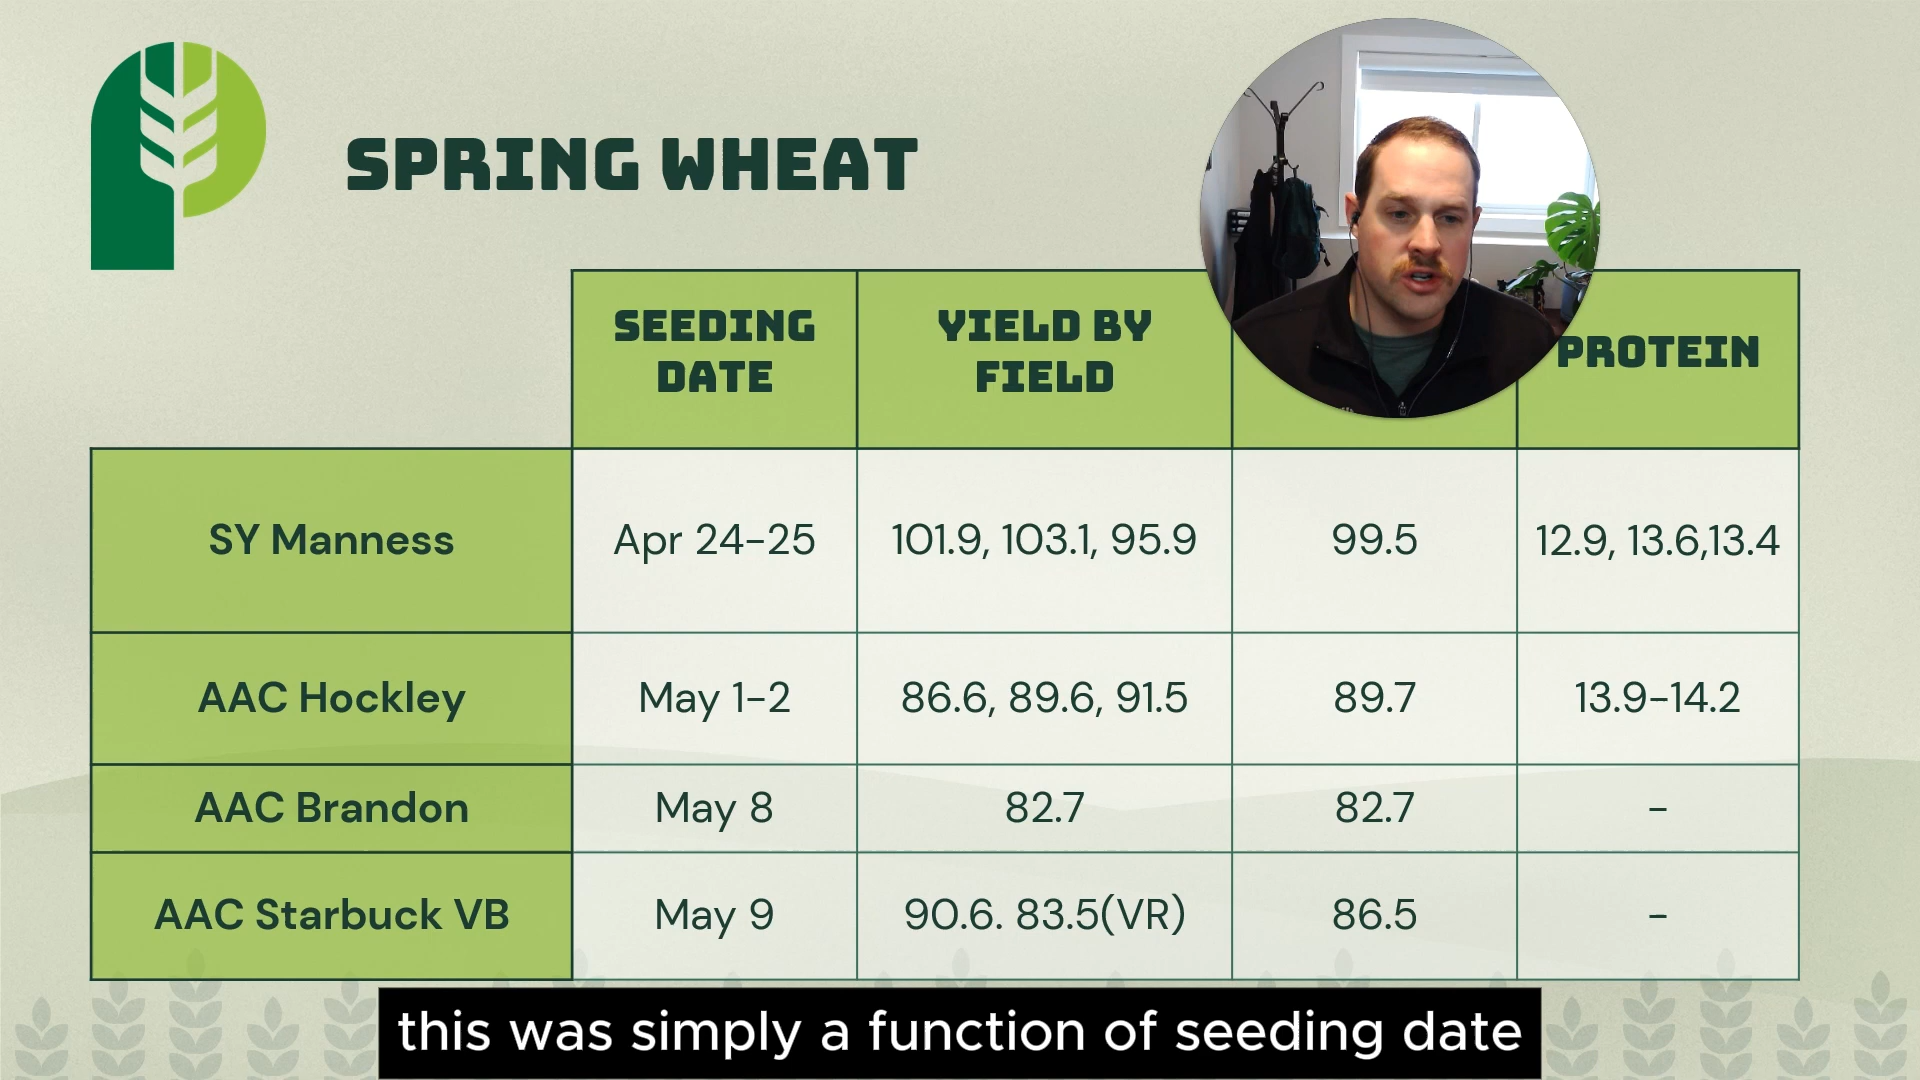 SPRING WHEAT
SEEDING DATE
YIELD BY FIELD
PROTEIN
SY Manness
Apr 24-25
101.9, 103.1, 95.9
99.5
12.9, 13.6,13.4
AAC Hockley
May 1-2
86.6, 89.6, 91.5
89.7
13.9-14.2
AAC Brandon
May 8
82.7
82.7
-
AAC Starbuck VB
May 9
90.6. 83.5(VR)
86.5
-
this was simply a function of seeding date